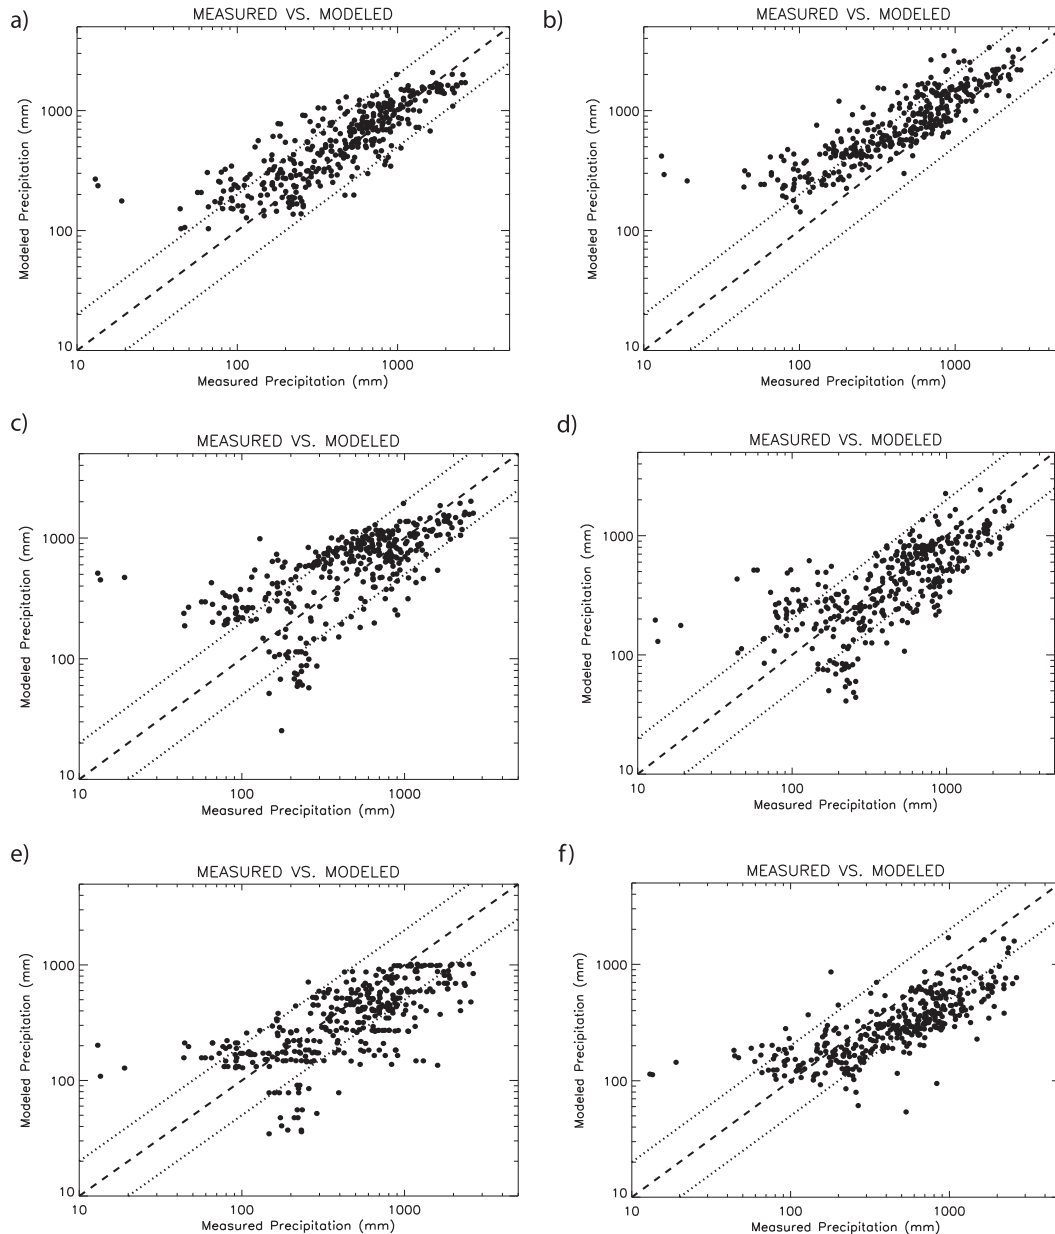 a)
MEASURED VS. MODELED
Modeled Precipitation (mm)
1000
100
10
10
100
1000
Measured Precipitation (mm)
b)
MEASURED VS. MODELED
Modeled Precipitation (mm)
1000
100
10
10
100
1000
Measured Precipitation (mm)
c)
MEASURED VS. MODELED
Modeled Precipitation (mm)
1000
100
10
10
100
1000
Measured Precipitation (mm)
d)
MEASURED VS. MODELED
Modeled Precipitation (mm)
1000
100
10
10
100
1000
Measured Precipitation (mm)
e)
MEASURED VS. MODELED
Modeled Precipitation (mm)
1000
100
10
10
100
1000
Measured Precipitation (mm)
f)
MEASURED VS. MODELED
Modeled Precipitation (mm)
1000
100
10
10
100
1000
Measured Precipitation (mm)